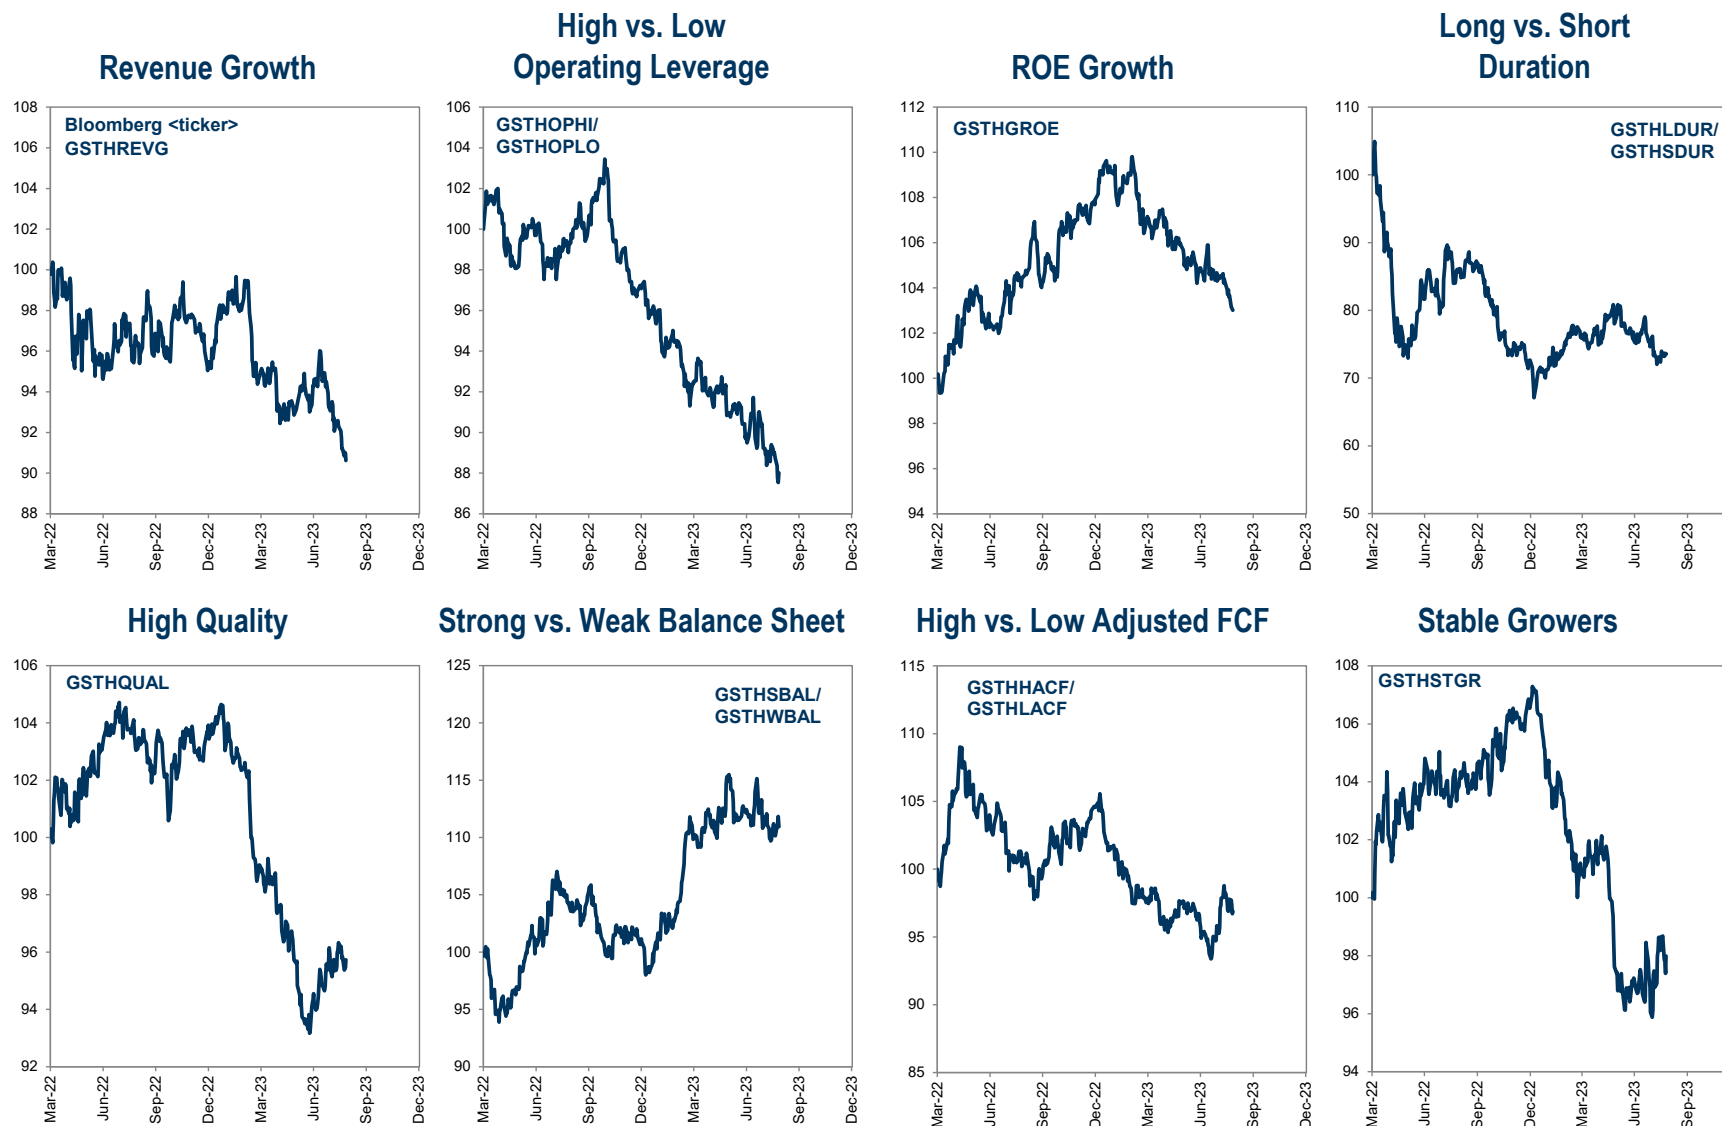 Revenue Growth
High vs. Low
Operating Leverage
ROE Growth
Long vs. Short
Duration
108
106
104
102
100
98
96
94
92
90
88
Bloomberg <ticker>
GSTHREVG
Mar-22
Jun-22
Sep-22
Dec-22
Mar-23
Jun-23
Sep-23
Dec-23
106
104
102
100
98
96
94
92
90
88
86
GSTHOPHI/
GSTHOPLO
Mar-22
Jun-22
Sep-22
Dec-22
Mar-23
Jun-23
Sep-23
Dec-23
112
110
108
106
104
102
100
98
96
94
GSTHGROE
Mar-22
Jun-22
Sep-22
Dec-22
Mar-23
Jun-23
Sep-23
Dec-23
110
100
90
80
70
60
50
GSTHLDUR/
GSTHSDUR
Mar-22
Jun-22
Sep-22
Dec-22
Mar-23
Jun-23
Sep-23
High Quality
Strong vs. Weak Balance Sheet
High vs. Low Adjusted FCF
Stable Growers
106
104
102
100
98
96
94
92
GSTHQUAL
Mar-22
Jun-22
Sep-22
Dec-22
Mar-23
Jun-23
Sep-23
Dec-23
125
120
115
110
105
100
95
90
GSTHSBAL/
GSTHWBAL
Mar-22
Jun-22
Sep-22
Dec-22
Mar-23
Jun-23
Sep-23
Dec-23
115
110
105
100
95
90
85
GSTHHACF/
GSTHLACF
Mar-22
Jun-22
Sep-22
Dec-22
Mar-23
Jun-23
Sep-23
Dec-23
108
106
104
102
100
98
96
94
GSTHSTGR
Mar-22
Jun-22
Sep-22
Dec-22
Mar-23
Jun-23
Sep-23